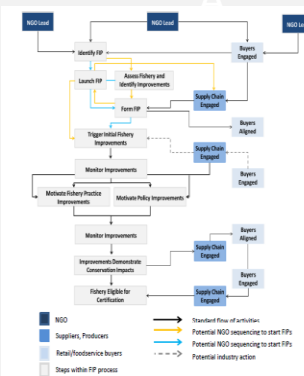 NGO Lead
NGO Lead
NGO Lead
Identify FIP
Buyers
Engaged
Launch FIP
Assess Fishery and
Identify Improvements
Form FIP
Supply Chain
Engaged
Buyers
Aligned
Trigger Initial Fishery
Improvements
Supply Chain
Engaged
Monitor Improvements
Buyers
Engaged
Motivate Fishery Practice
Improvements
Motivate Policy Improvements
Monitor Improvements
Buyers
Aligned
Supply Chain
Engaged
Improvements Demonstrate
Conservation Impacts
Buyers
Engaged
Fishery Eligible for
Certification
Supply Chain
Engaged
NGO
Suppliers, Producers
Retail/foodservice buyers
Steps within FIP process
Standard flow of activities
Potential NGO sequencing to start FIPs
Potential NGO sequencing to start FIPs
Potential industry action